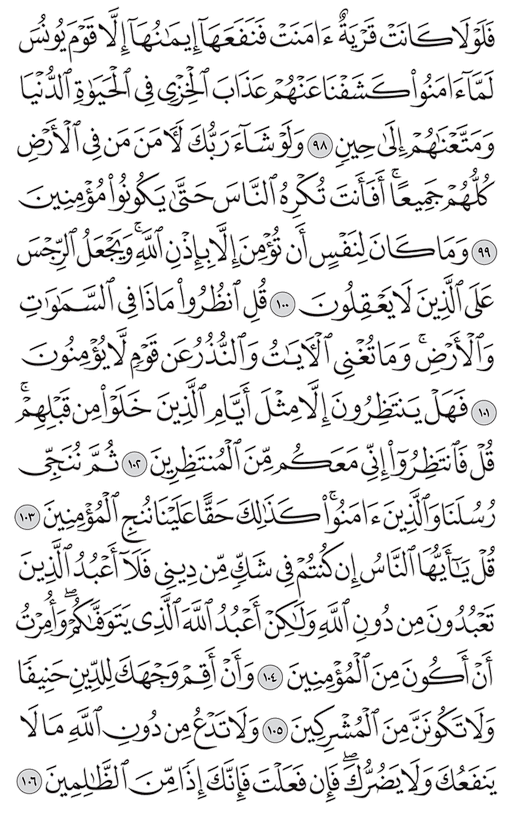 فَلَوْلَا كَانَتْ قَرْيَةٌ ءَامَنَتْ فَنَفَعَهَآ إِيمَـٰنُهَآ إِلَّا قَوْمَ يُونُسَ
لَمَّآ ءَامَنُوا۟ كَشَفْنَا عَنْهُمْ عَذَابَ ٱلْخِزْىِ فِى ٱلْحَيَوٰةِ ٱلدُّنْيَا
وَمَتَّعْنَـٰهُمْ إِلَىٰ حِينٍ ٩٨ وَلَوْ شَآءَ رَبُّكَ لَـَٔامَنَ مَن فِى ٱلْأَرْضِ
كُلُّهُمْ جَمِيعًا ۚ أَفَأَنتَ تُكْرِهُ ٱلنَّاسَ حَتَّىٰ يَكُونُوا۟ مُؤْمِنِينَ
٩٩ وَمَا كَانَ لِنَفْسٍ أَن تُؤْمِنَ إِلَّا بِإِذْنِ ٱللَّهِ ۚ وَيَجْعَلُ ٱلرِّجْسَ
عَلَى ٱلَّذِينَ لَا يَعْقِلُونَ ١٠٠ قُلِ ٱنظُرُوا۟ مَاذَا فِى ٱلسَّمَـٰوَٰتِ
وَٱلْأَرْضِ ۚ وَمَا تُغْنِى ٱلْـَٔايَـٰتُ وَٱلنُّذُرُ عَن قَوْمٍ لَّا يُؤْمِنُونَ
١٠١ فَهَلْ يَنتَظِرُونَ إِلَّا مِثْلَ أَيَّامِ ٱلَّذِينَ خَلَوْا۟ مِن قَبْلِهِمْ ۚ
قُلْ فَٱنتَظِرُوٓا۟ إِنِّى مَعَكُم مِّنَ ٱلْمُنتَظِرِينَ ١٠٢ ثُمَّ نُنَجِّى
رُسُلَنَا وَٱلَّذِينَ ءَامَنُوا۟ ۚ كَذَٰلِكَ حَقًّا عَلَيْنَا نُنجِ ٱلْمُؤْمِنِينَ ١٠٣
قُلْ يَـٰٓأَيُّهَا ٱلنَّاسُ إِن كُنتُمْ فِى شَكٍّ مِّن دِينِى فَلَآ أَعْبُدُ ٱلَّذِينَ
تَعْبُدُونَ مِن دُونِ ٱللَّهِ وَلَـٰكِنْ أَعْبُدُ ٱللَّهَ ٱلَّذِى يَتَوَفَّىٰكُمْ ۖ وَأُمِرْتُ
أَنْ أَكُونَ مِنَ ٱلْمُؤْمِنِينَ ١٠٤ وَأَنْ أَقِمْ وَجْهَكَ لِلدِّينِ حَنِيفًا
وَلَا تَكُونَنَّ مِنَ ٱلْمُشْرِكِينَ ١٠٥ وَلَا تَدْعُ مِن دُونِ ٱللَّهِ مَا لَا
يَنفَعُكَ وَلَا يَضُرُّكَ ۖ فَإِن فَعَلْتَ فَإِنَّكَ إِذًا مِّنَ ٱلظَّـٰلِمِينَ ١٠٦